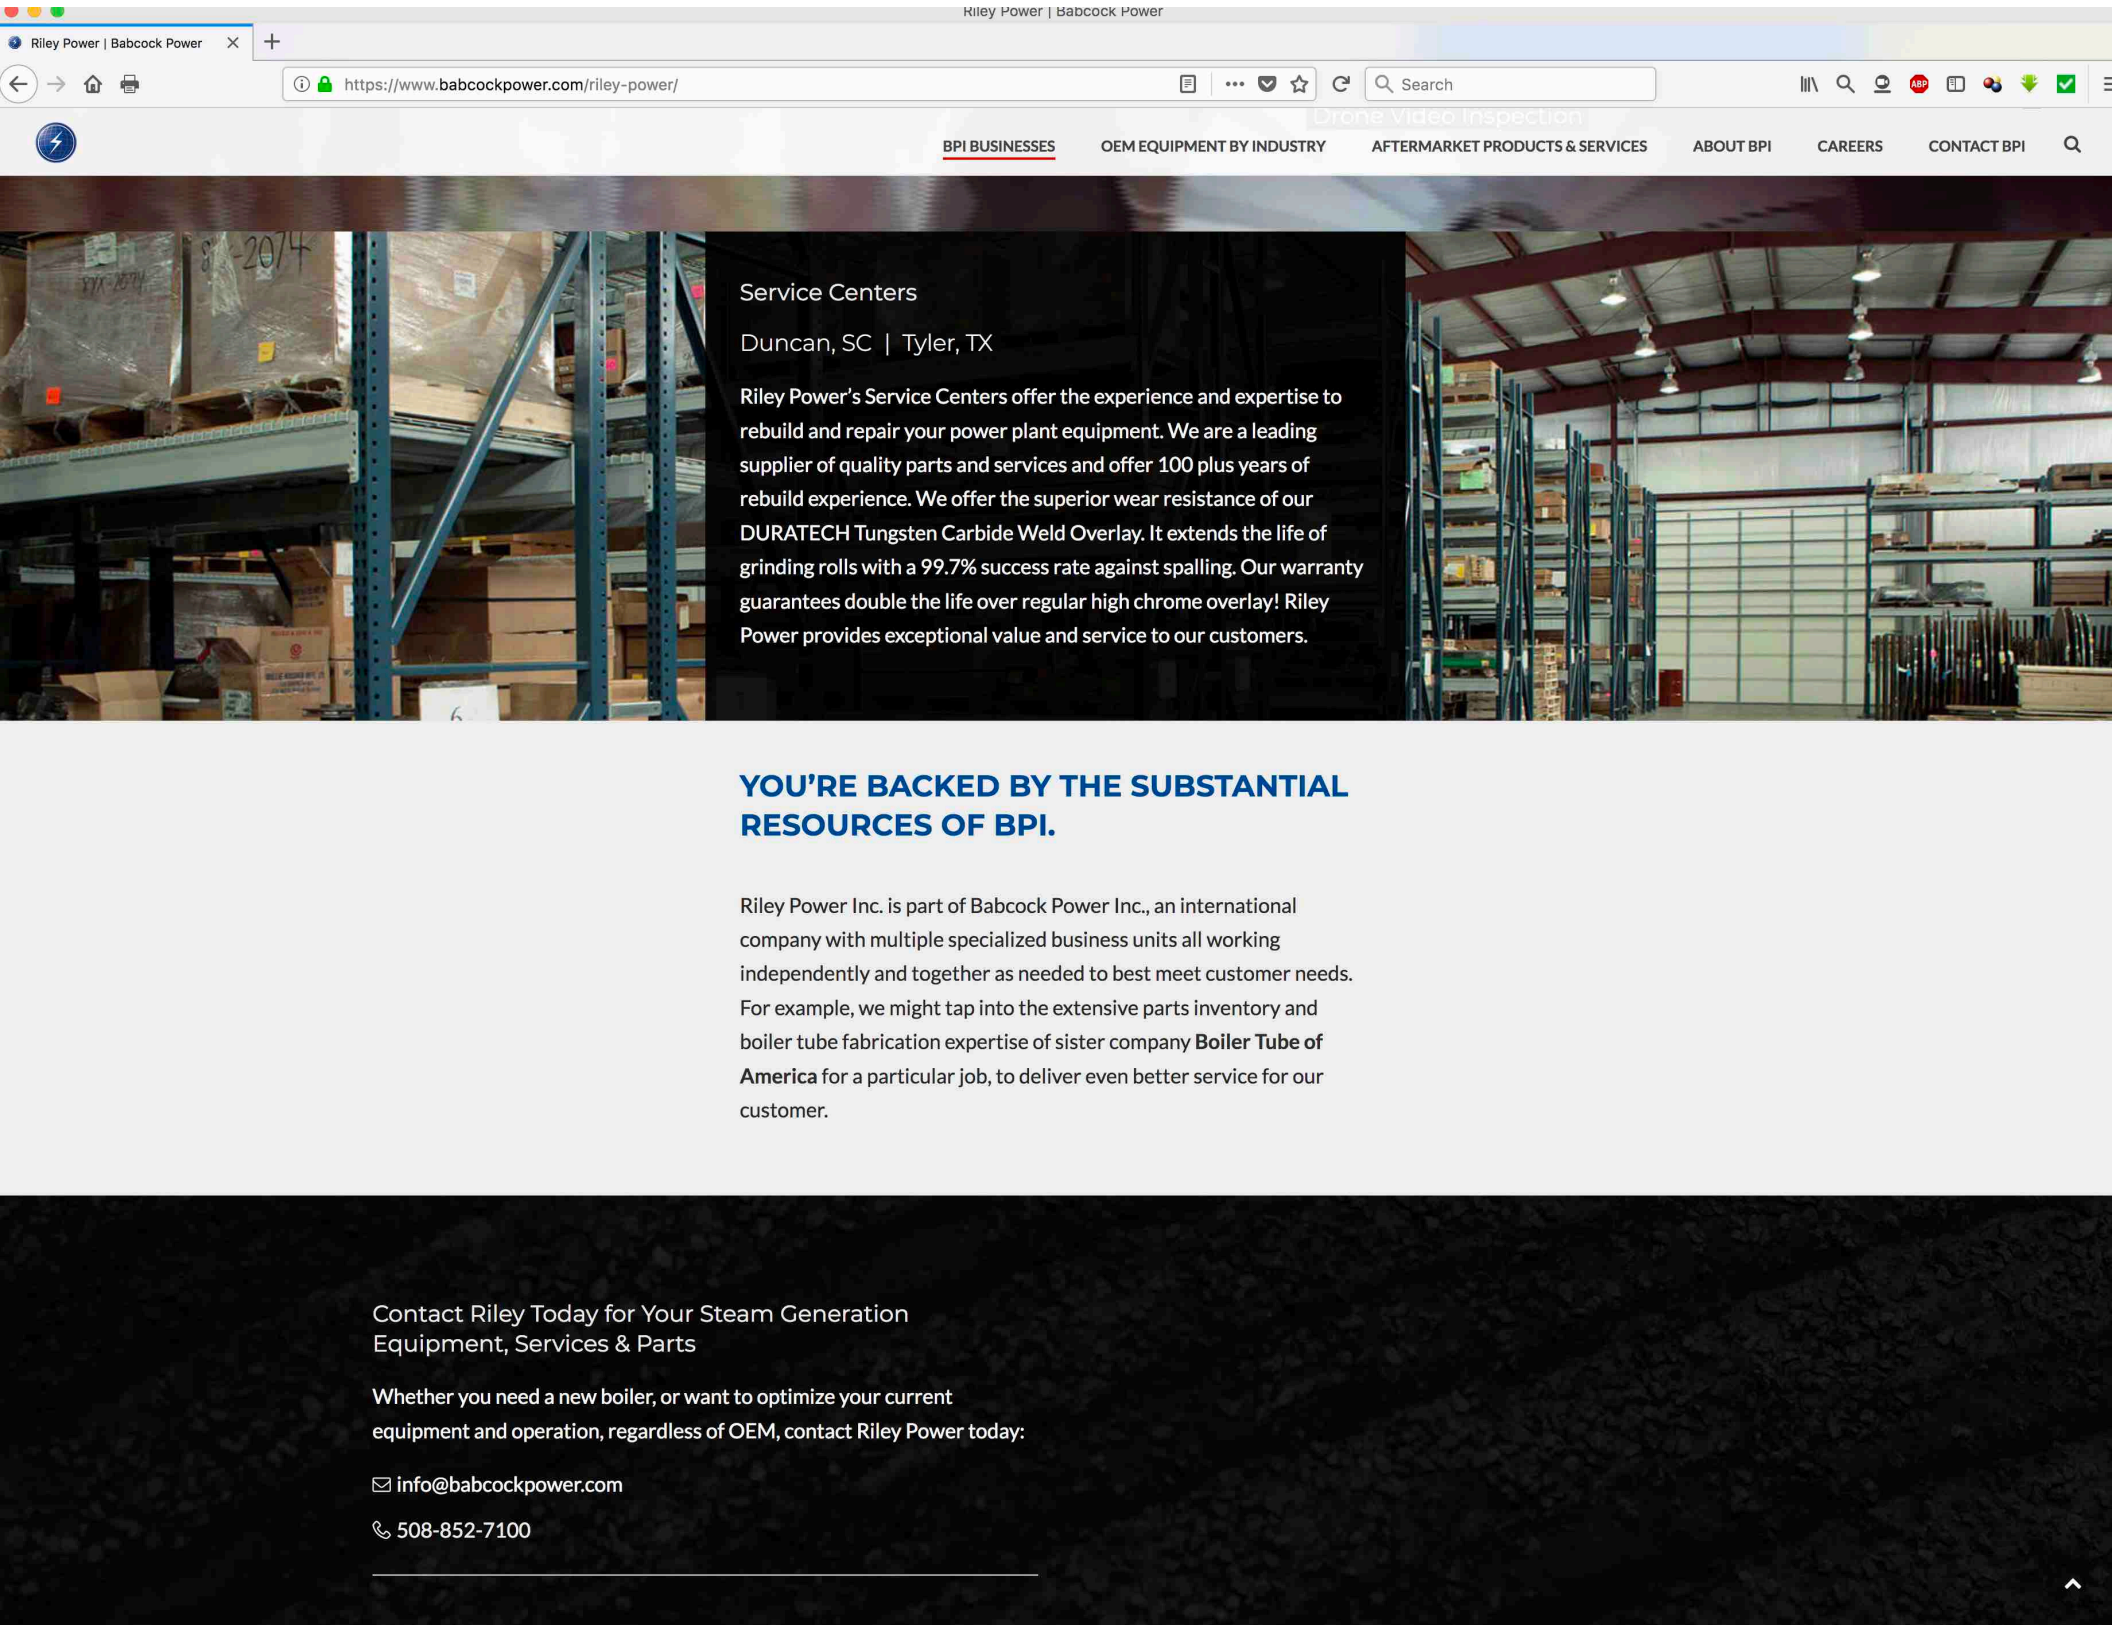 Riley Power | Babcock Power
Riley Power | Babcock Power
https://www.babcockpower.com/riley-power/
Search
ABP
Drone Video Inspection
BPI BUSINESSES
OEM EQUIPMENT BY INDUSTRY
AFTERMARKET PRODUCTS & SERVICES
ABOUT BPI
CAREERS
CONTACT BPI
8XX-2074
Service Centers
Duncan, SC | Tyler, TX
Riley Power’s Service Centers offer the experience and expertise to
rebuild and repair your power plant equipment. We are a leading
supplier of quality parts and services and offer 100 plus years of
rebuild experience. We offer the superior wear resistance of our
DURATECH Tungsten Carbide Weld Overlay. It extends the life of
grinding rolls with a 99.7% success rate against spalling. Our warranty
guarantees double the life over regular high chrome overlay! Riley
Power provides exceptional value and service to our customers.
6
YOU’RE BACKED BY THE SUBSTANTIAL
RESOURCES OF BPI.
Riley Power Inc. is part of Babcock Power Inc., an international
company with multiple specialized business units all working
independently and together as needed to best meet customer needs.
For example, we might tap into the extensive parts inventory and
boiler tube fabrication expertise of sister company Boiler Tube of
America for a particular job, to deliver even better service for our
customer.
Contact Riley Today for Your Steam Generation
Equipment, Services & Parts
Whether you need a new boiler, or want to optimize your current
equipment and operation, regardless of OEM, contact Riley Power today:
info@babcockpower.com
508-852-7100